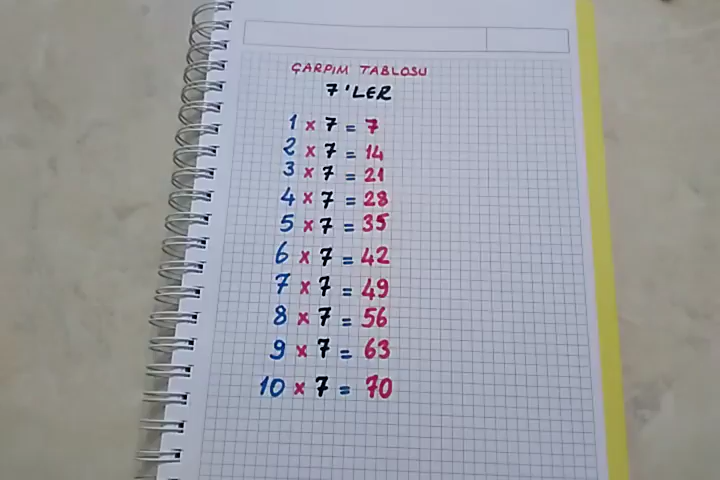 ÇARPIM TABLOSU
7'LER
1 x 7 = 7
2 x 7 = 14
3 x 7 = 21
4 x 7 = 28
5 x 7 = 35
6 x 7 = 42
7 x 7 = 49
8 x 7 = 56
9 x 7 = 63
10 x 7 = 70